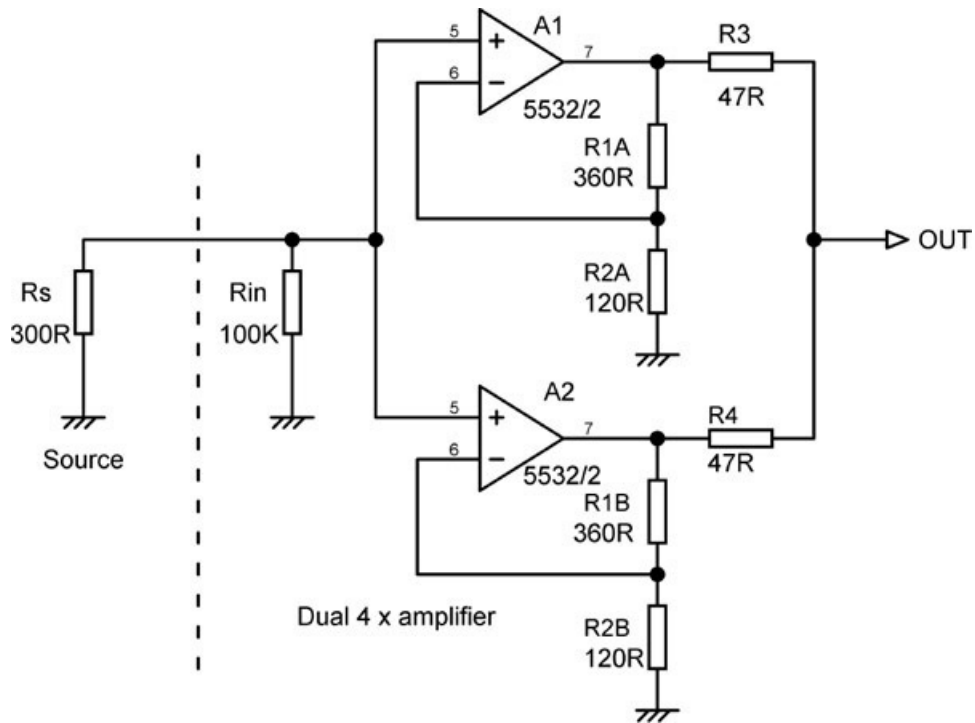 A1
5
+
6
−
7
5532/2
R3
47R
R1A
360R
R2A
120R
OUT
Rs
300R
Rin
100K
Source
A2
5
+
6
−
7
5532/2
R4
47R
R1B
360R
R2B
120R
Dual 4 x amplifier